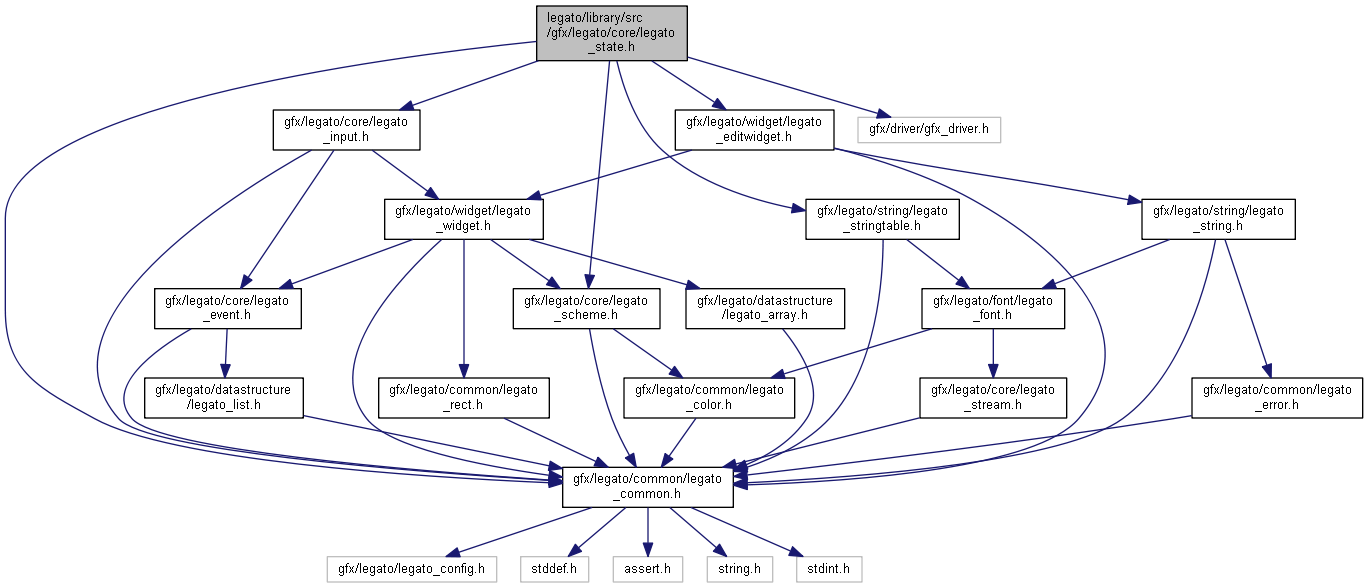 legato/library/src
/gfx/legato/core/legato
_state.h
gfx/legato/core/legato
_input.h
gfx/legato/widget/legato
_editwidget.h
gfx/driver/gfx_driver.h
gfx/legato/widget/legato
_widget.h
gfx/legato/string/legato
_stringtable.h
gfx/legato/string/legato
_string.h
gfx/legato/core/legato
_event.h
gfx/legato/core/legato
_scheme.h
gfx/legato/datastructure
/legato_array.h
gfx/legato/font/legato
_font.h
gfx/legato/datastructure
/legato_list.h
gfx/legato/common/legato
_rect.h
gfx/legato/common/legato
_color.h
gfx/legato/core/legato
_stream.h
gfx/legato/common/legato
_error.h
gfx/legato/common/legato
_common.h
gfx/legato/legato_config.h
stddef.h
assert.h
string.h
stdint.h